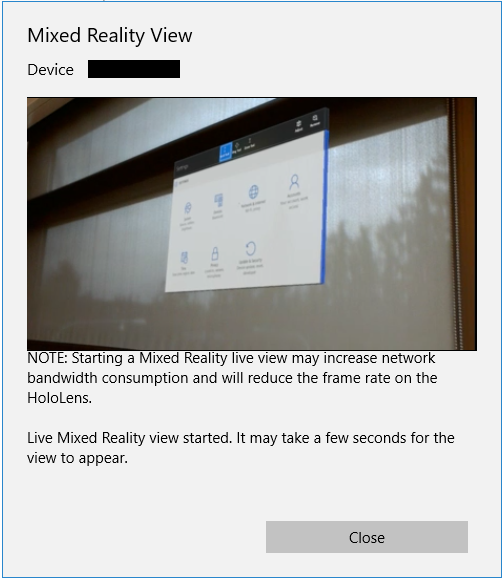 Mixed Reality View
Device
Settings
NOTE: Starting a Mixed Reality live view may increase network
bandwidth consumption and will reduce the frame rate on the
HoloLens.
Live Mixed Reality view started. It may take a few seconds for the
view to appear.
Close